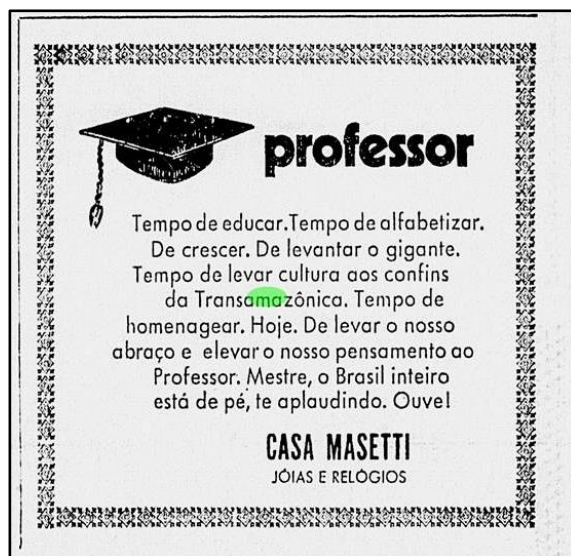 professor
Tempo de educar. Tempo de alfabetizar.
De crescer. De levantar o gigante.
Tempo de levar cultura aos confins
da Transamazônica. Tempo de
homenagear. Hoje. De levar o nosso
abraço e elevar o nosso pensamento ao
Professor. Mestre, o Brasil inteiro
está de pé, te aplaudindo. Ouve!
CASA MASETTI
JÓIAS E RELÓGIOS